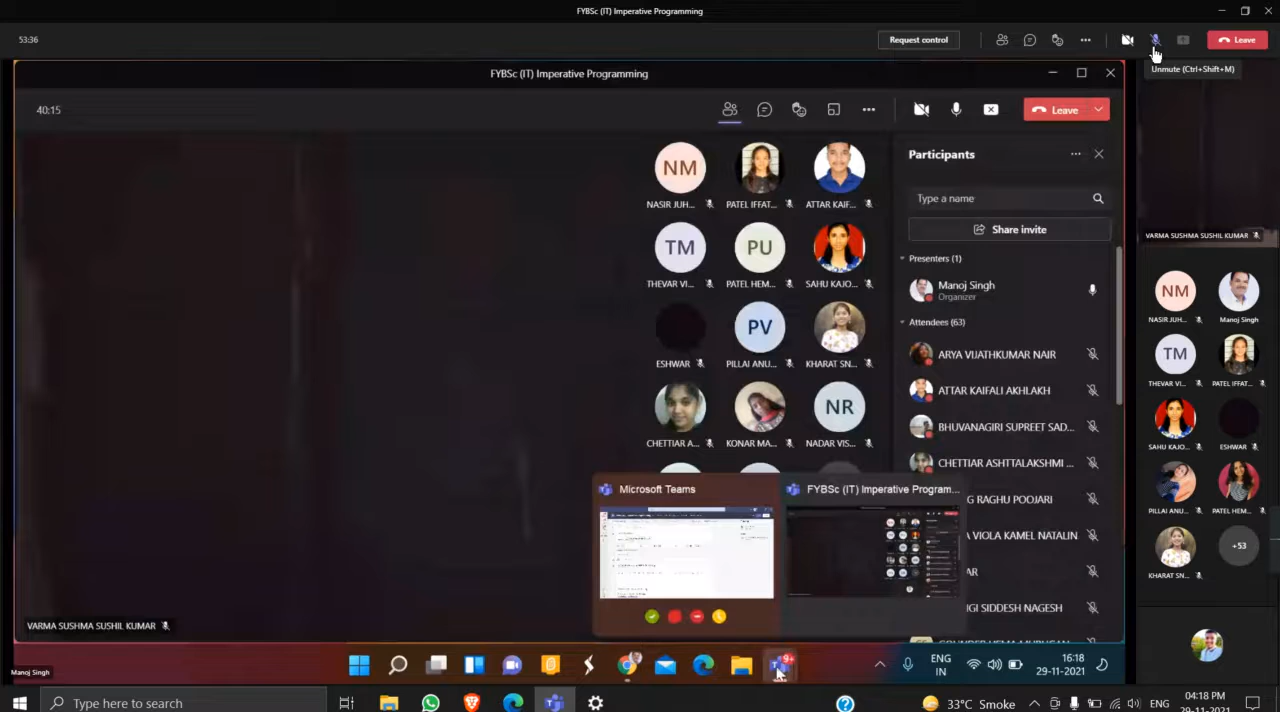 FYBSc (IT) Imperative Programming
53:36
Request control
Leave
Unmute (Ctrl+Shift+M)
FYBSc (IT) Imperative Programming
40:15
Leave
Participants
Type a name
Share invite
Presenters (1)
Manoj Singh
Organizer
Attendees (63)
ARYA VIJATHKUMAR NAIR
ATTAR KAIFALI AKHLAKH
BHUVANAGIRI SUPREET SAD...
CHETTIAR ASHTTALAKSHMI ...
G RAGHU POOJARI
VIOLA KAMEL NATALIN
AR
GI SIDDESH NAGESH
NM
NASIR JUH...
PATEL IFFAT...
ATTAR KAIF...
TM
PU
THEVAR VI...
PATEL HEM...
SAHU KAJO...
PV
ESHWAR
PILLAI ANU...
KHARAT SN...
NR
CHETTIAR A...
KONAR MA...
NADAR VIS...
Microsoft Teams
FYBSc (IT) Imperative Program...
VARMA SUSHMA SUSHIL KUMAR
VARMA SUSHMA SUSHIL KUMAR
NM
NASIR JUH...
Manoj Singh
TM
THEVAR VI...
PATEL IFFAT...
SAHU KAJO...
ESHWAR
PILLAI ANU...
PATEL HEM...
+53
KHARAT SN...
Manoj Singh
9+
ENG
IN
16:18
29-11-2021
Type here to search
33°C Smoke
ENG
04:18 PM
29-11-2021